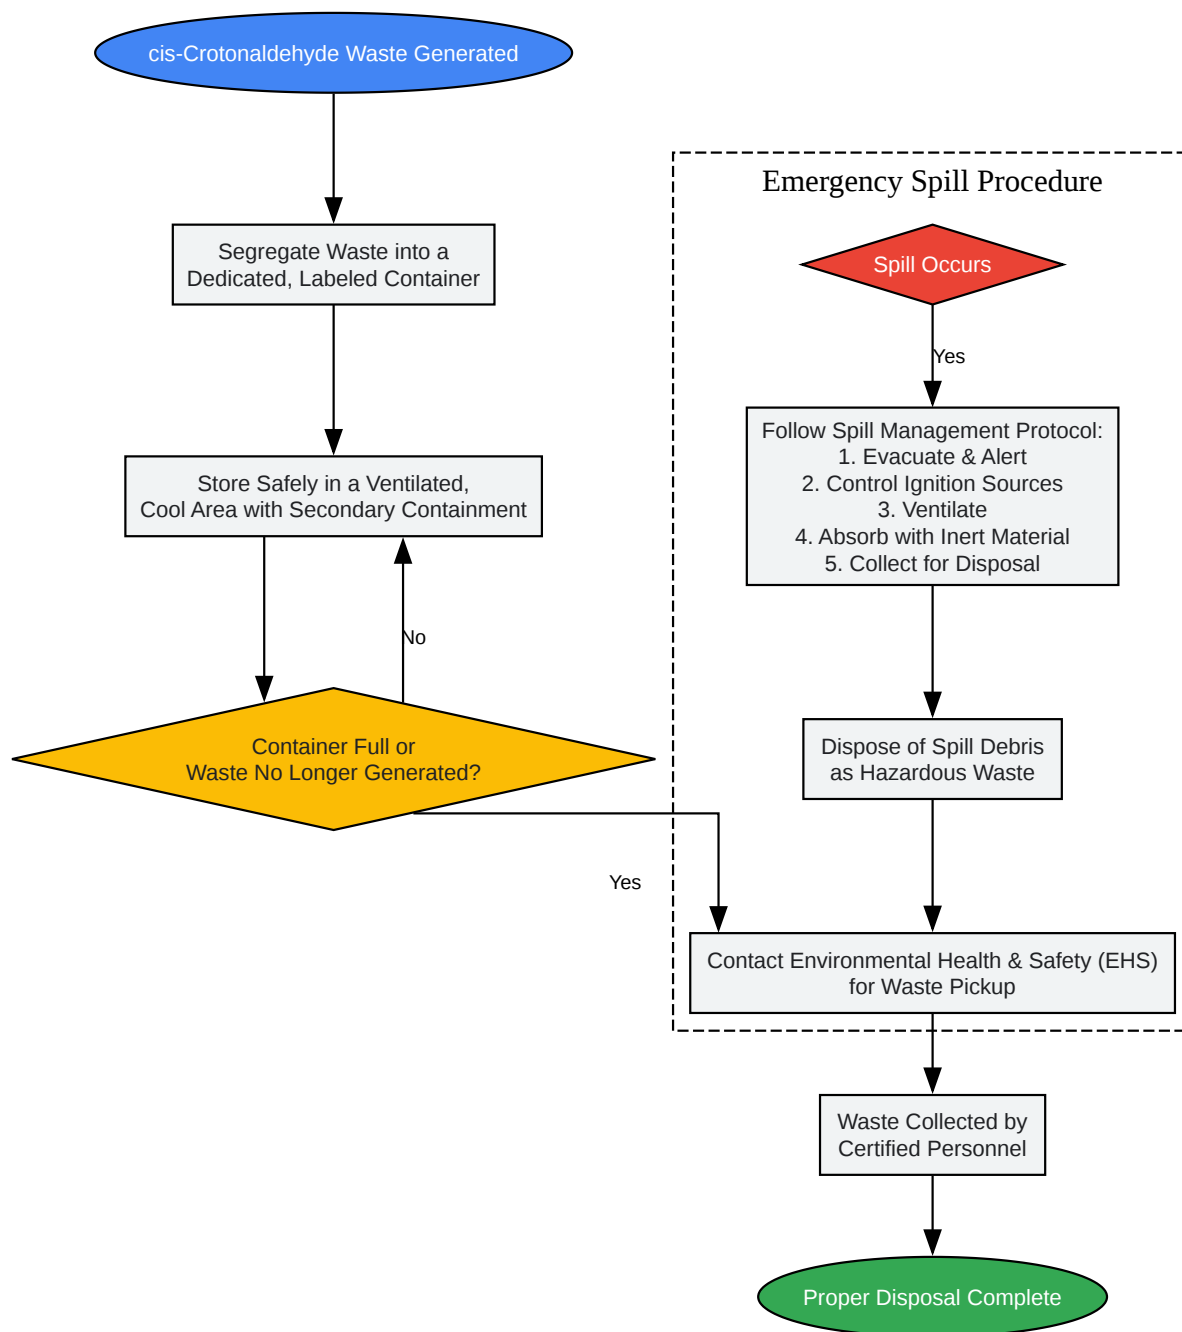 cis-Crotonaldehyde Waste Generated
Segregate Waste into a
Dedicated, Labeled Container
Store Safely in a Ventilated,
Cool Area with Secondary Containment
No
Container Full or
Waste No Longer Generated?
Yes
Emergency Spill Procedure
Spill Occurs
Yes
Follow Spill Management Protocol:
1. Evacuate & Alert
2. Control Ignition Sources
3. Ventilate
4. Absorb with Inert Material
5. Collect for Disposal
Dispose of Spill Debris
as Hazardous Waste
Contact Environmental Health & Safety (EHS)
for Waste Pickup
Waste Collected by
Certified Personnel
Proper Disposal Complete